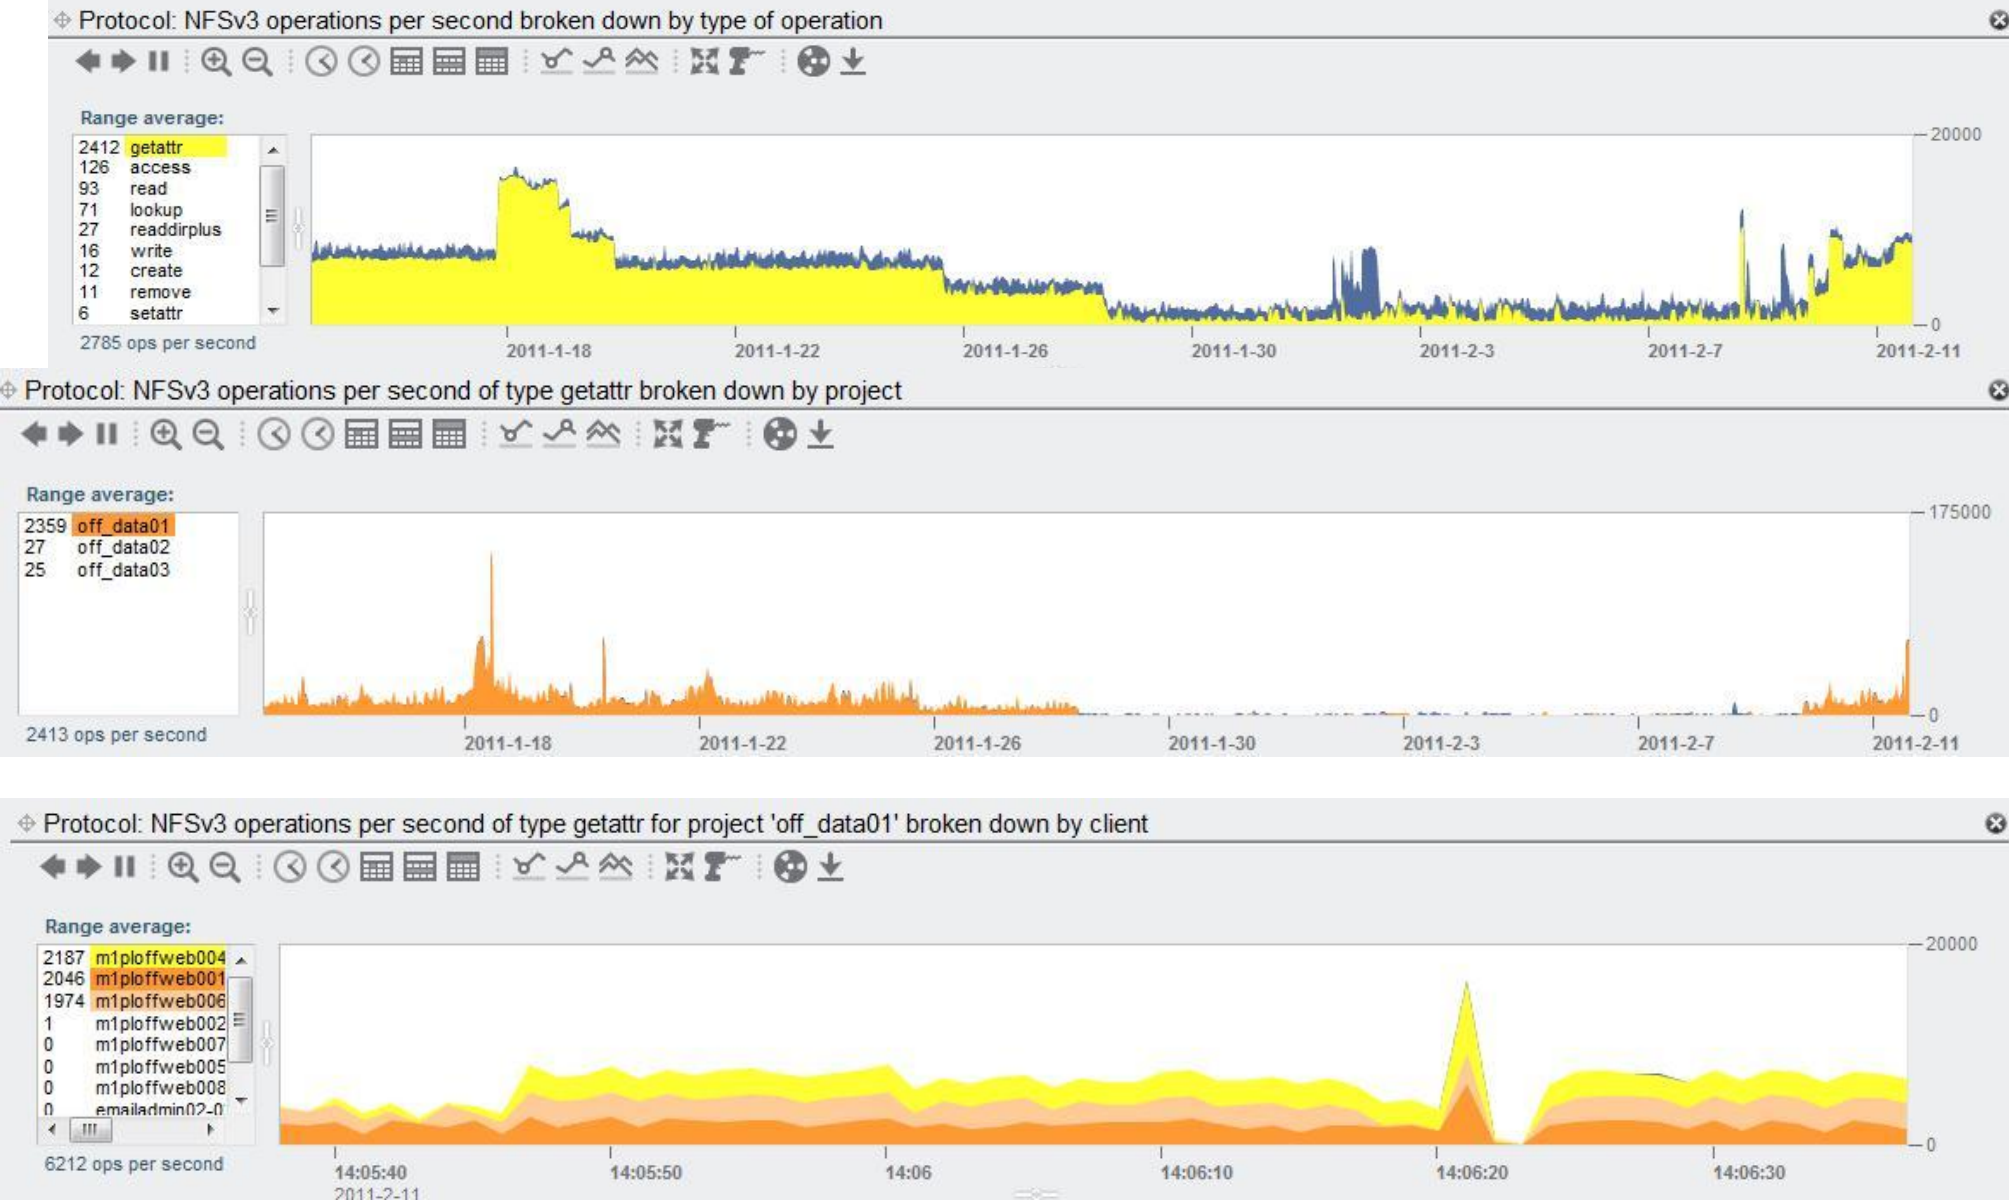 Protocol: NFSv3 operations per second broken down by type of operation
Range average:
2412 getattr
126 access
93 read
71 lookup
27 readdirplus
16 write
12 create
11 remove
6 setattr
2785 ops per second
20000
0
2011-1-18 2011-1-22 2011-1-26 2011-1-30 2011-2-3 2011-2-7 2011-2-11
Protocol: NFSv3 operations per second of type getattr broken down by project
Range average:
2359 off_data01
27 off_data02
25 off_data03
2413 ops per second
175000
0
2011-1-18 2011-1-22 2011-1-26 2011-1-30 2011-2-3 2011-2-7 2011-2-11
Protocol: NFSv3 operations per second of type getattr for project 'off_data01' broken down by client
Range average:
2187 m1ploffweb004
2046 m1ploffweb001
1974 m1ploffweb006
1 m1ploffweb002
0 m1ploffweb007
0 m1ploffweb005
0 m1ploffweb008
0 emailadmin02-0
6212 ops per second
20000
0
14:05:40 14:05:50 14:06 14:06:10 14:06:20 14:06:30
2011-2-11